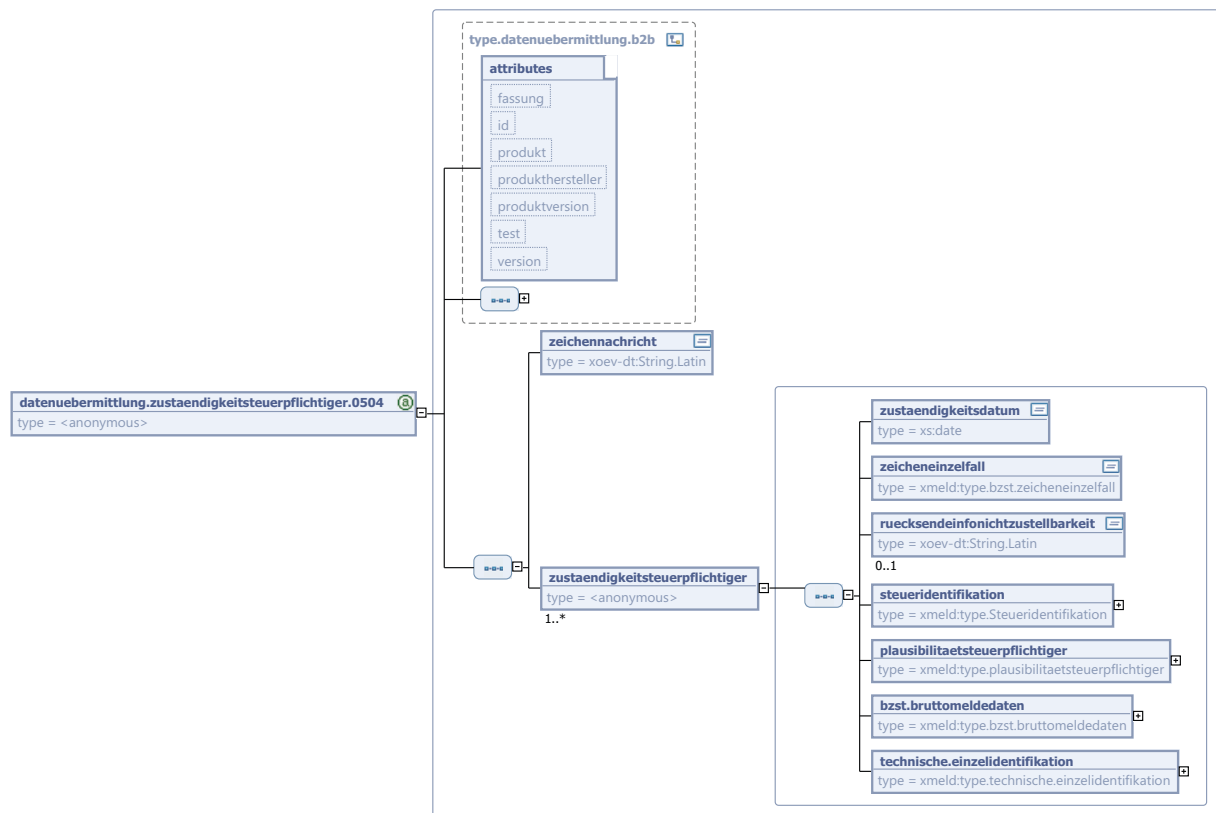 type.datenuebermittlung.b2b
attributes
fassung
id
produkt
produkthersteller
produktversion
test
version
zeichennachricht
type = xoev-dt:String.Latin
datenuebermittlung.zustaendigkeitsteuerpflichtiger.0504
a
type = <anonymous>
zustaendigkeitsteuerpflichtiger
type = <anonymous>
1..*
zustaendigkeitsdatum
type = xs:date
zeicheneinzelfall
type = xmeld:type.bzst.zeicheneinzelfall
ruecksendeinfonichtzustellbarkeit
type = xoev-dt:String.Latin
0..1
steueridentifikation
type = xmeld:type.Steueridentifikation
plausibilitaetsteuerpflichtiger
type = xmeld:type.plausibilitaetsteuerpflichtiger
bzst.bruttomeldedaten
type = xmeld:type.bzst.bruttomeldedaten
technische.einzelidentifikation
type = xmeld:type.technische.einzelidentifikation